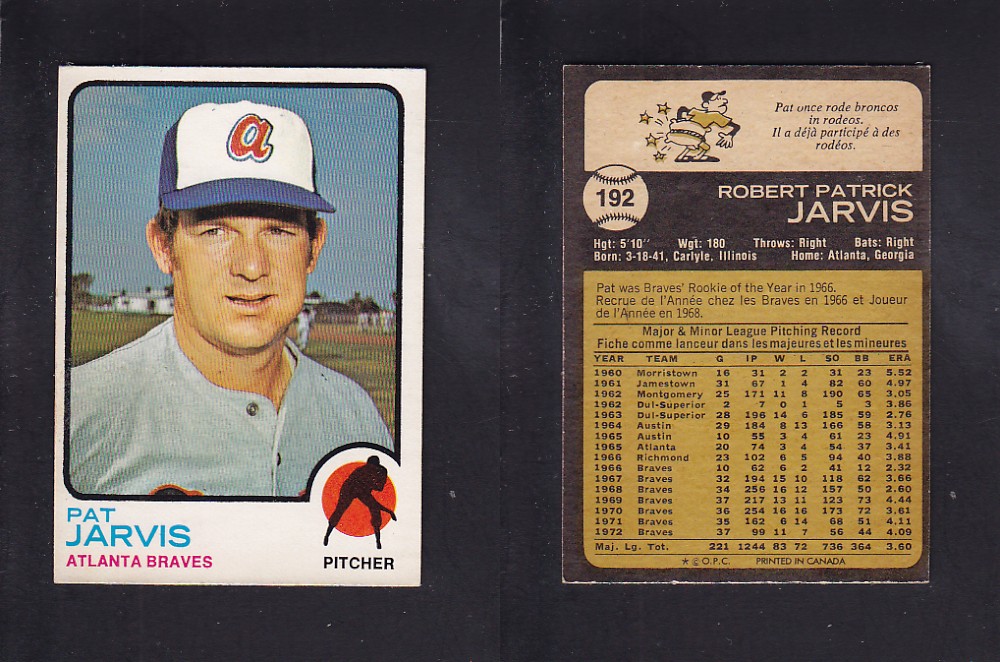 a
PAT
JARVIS
ATLANTA BRAVES
PITCHER
Pat once rode broncos
in rodeos.
Il a déjà participé à des
rodéos.
192
ROBERT PATRICK
JARVIS
Hgt: 5'10" Wgt: 180 Throws: Right Bats: Right
Born: 3-18-41, Carlyle, Illinois Home: Atlanta, Georgia
Pat was Braves' Rookie of the Year in 1966.
Recrue de l'Année chez les Braves en 1966 et Joueur
de l'Année en 1968.
Major & Minor League Pitching Record
Fiche comme lanceur dans les majeures et les mineures
YEAR TEAM G IP W L SO BB ERA
1960 Morristown 16 31 2 2 31 23 5.52
1961 Jamestown 31 67 1 4 82 60 4.97
1962 Montgomery 25 171 11 8 190 65 3.05
1962 Dul-Superior 2 7 0 1 5 3 3.86
1963 Dul-Superior 28 196 14 6 185 59 2.76
1964 Austin 29 184 8 13 166 58 3.13
1965 Austin 10 55 3 4 61 23 4.91
1965 Atlanta 20 74 3 4 54 37 3.41
1966 Richmond 23 102 6 5 94 40 3.88
1966 Braves 10 62 6 2 41 12 2.32
1967 Braves 32 194 15 10 118 62 3.66
1968 Braves 34 256 16 12 157 50 2.60
1969 Braves 37 217 13 11 123 73 4.44
1970 Braves 36 254 16 16 173 72 3.61
1971 Braves 35 162 6 14 68 51 4.11
1972 Braves 37 99 11 7 56 44 4.09
Maj. Lg. Tot. 221 1244 83 72 736 364 3.60
★ © O.P.C. PRINTED IN CANADA